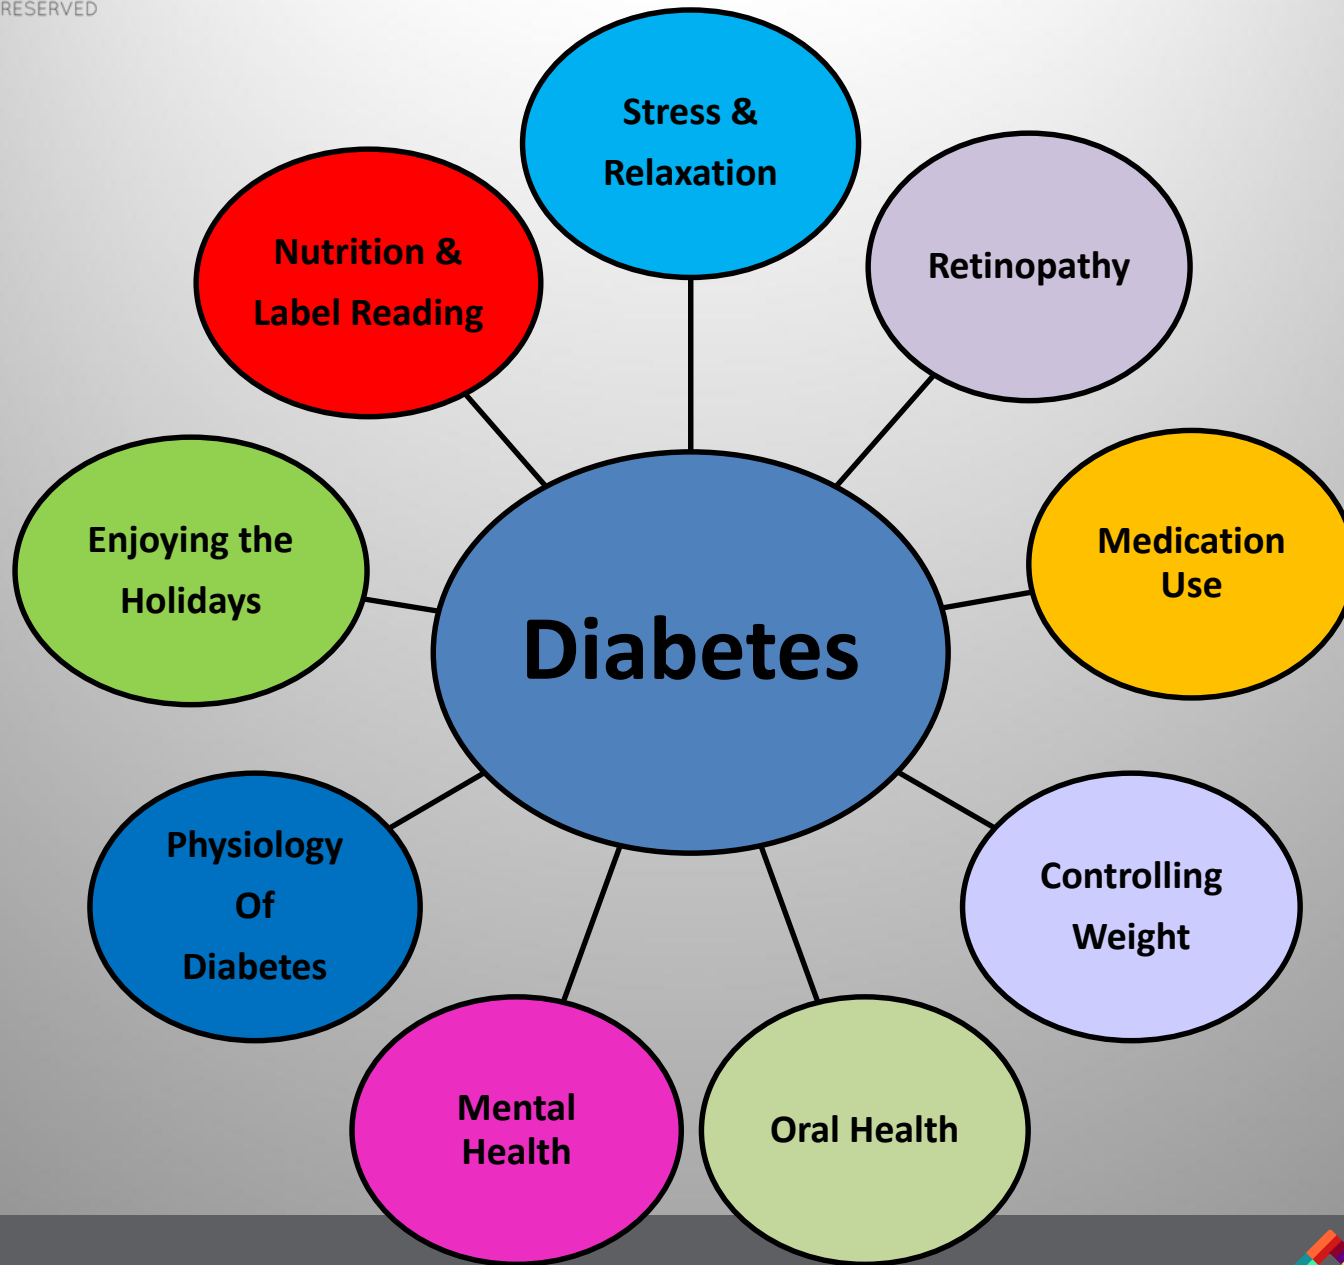 RESERVED
Stress &
Relaxation
Nutrition &
Label Reading
Retinopathy
Enjoying the
Holidays
Medication
Use
Diabetes
Physiology
Of
Diabetes
Controlling
Weight
Mental
Health
Oral Health